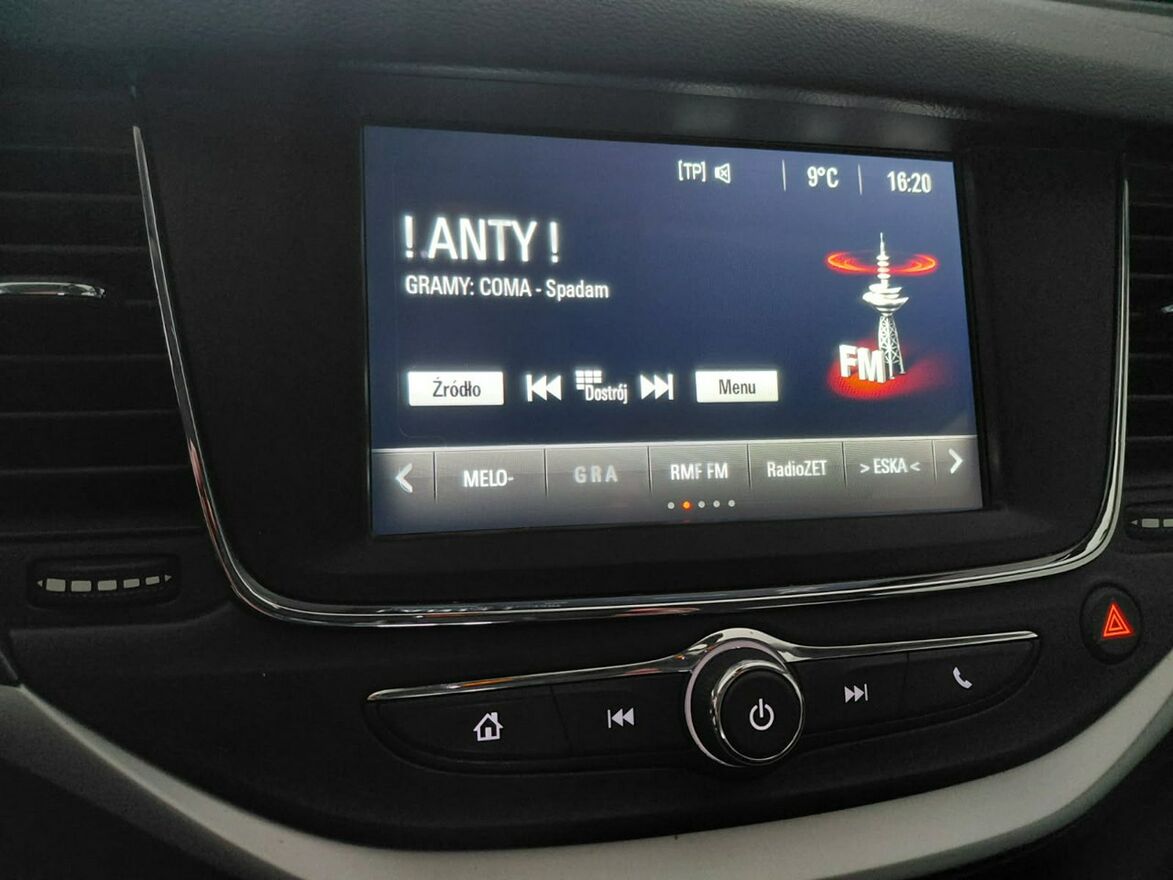 [TP] 9°C 16:20
! ANTY !
GRAMY: COMA - Spadam
FM
Źródło Dostrój Menu
MELO- GRA RMF FM RadioZET > ESKA <